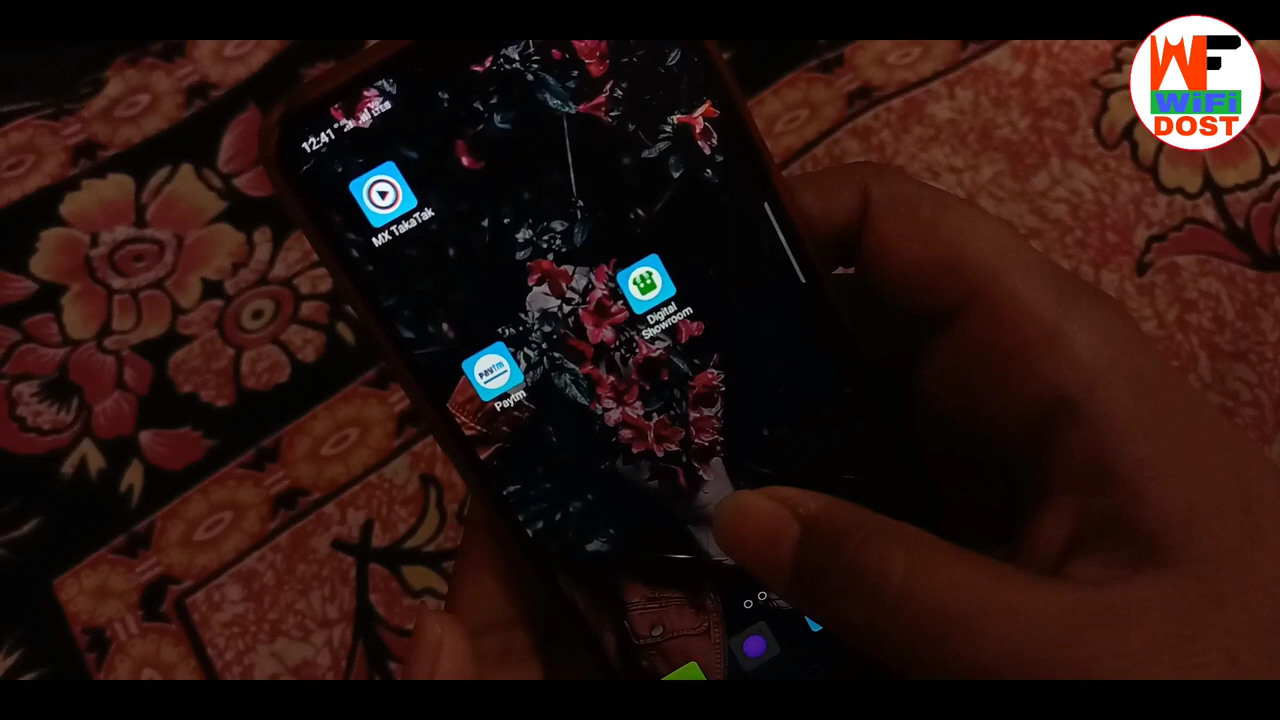 12:41
MX TakaTak
Digital
Showroom
Paytm
Paytm
WF
WiFi
DOST